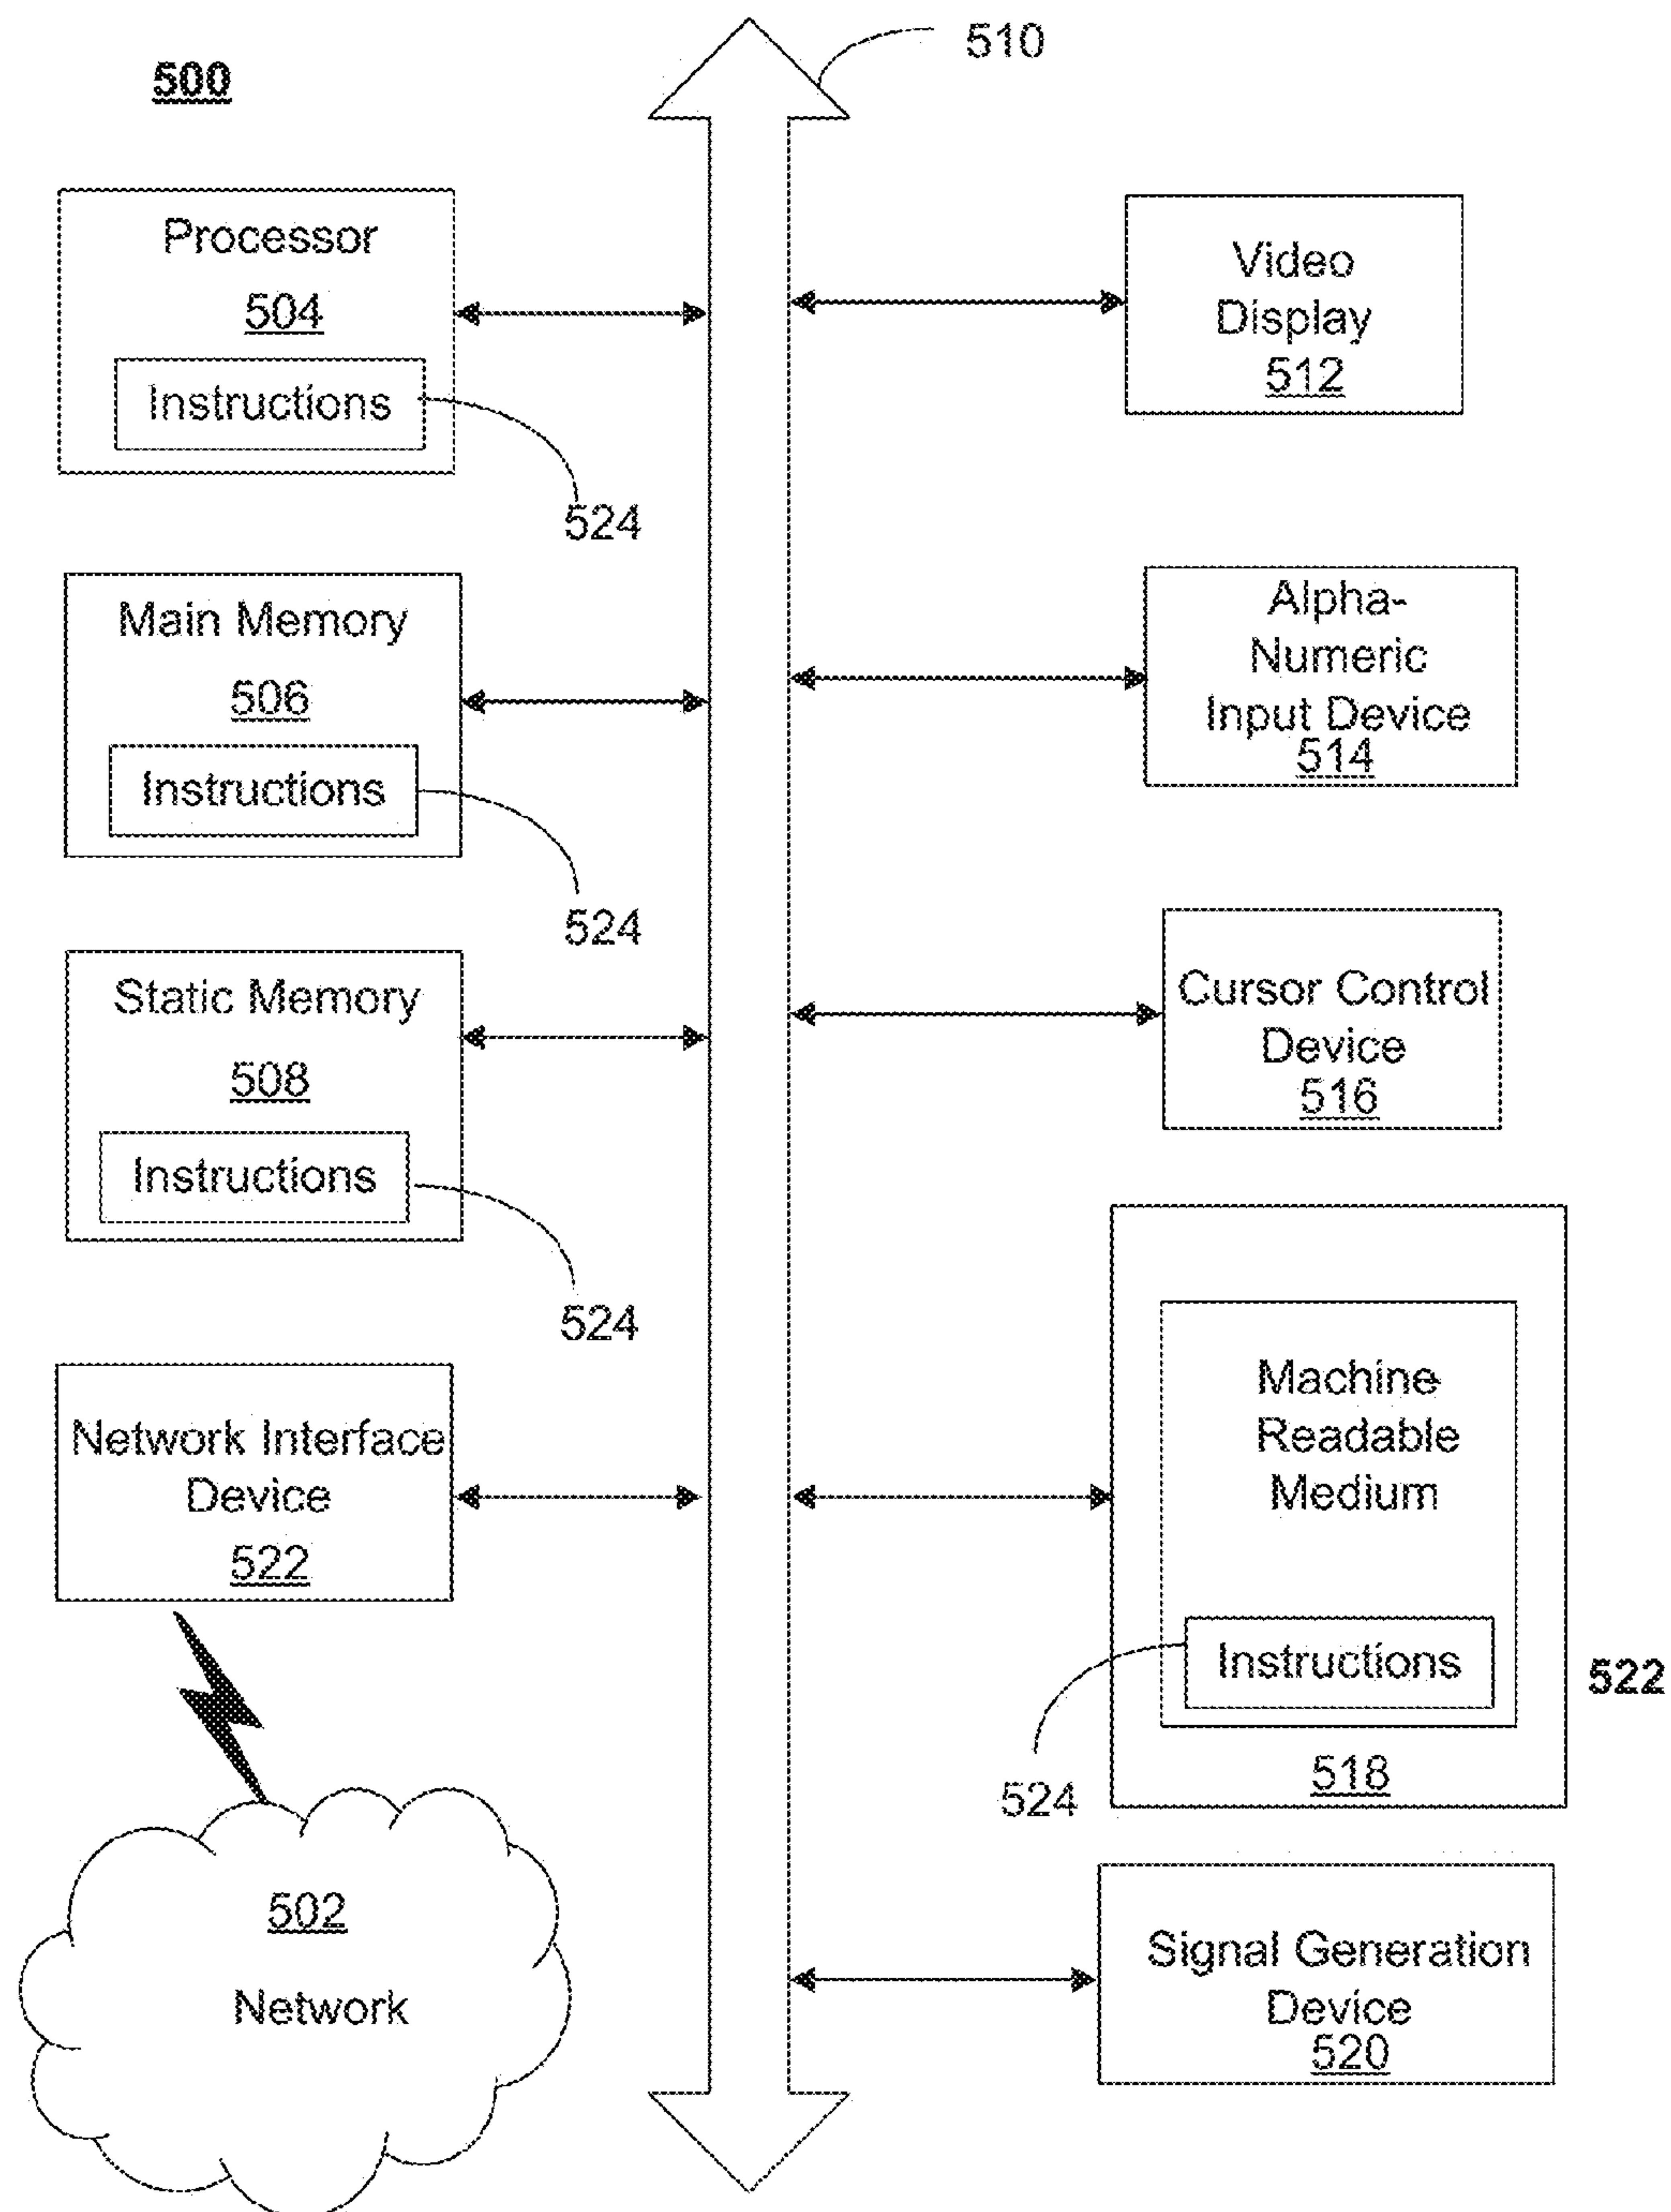 500
510
Processor
504
Instructions
524
Main Memory
506
Instructions
524
Static Memory
508
Instructions
524
Network Interface
Device
522
502
Network
Video
Display
512
Alpha-
Numeric
Input Device
514
Cursor Control
Device
516
Machine
Readable
Medium
Instructions
522
518
524
Signal Generation
Device
520